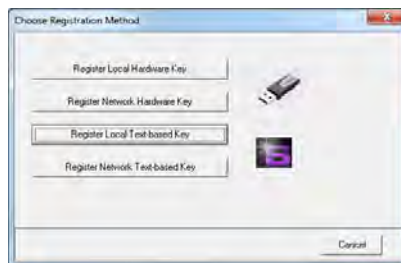 Choose Registration Method
Register Local Hardware Key
Register Network Hardware Key
Register Local Text-based Key
Register Network Text-based Key
Cancel